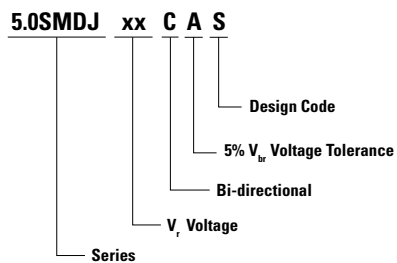 5.0SMDJ xx C A S
Design Code
5% Vbr Voltage Tolerance
Bi-directional
Vr Voltage
Series